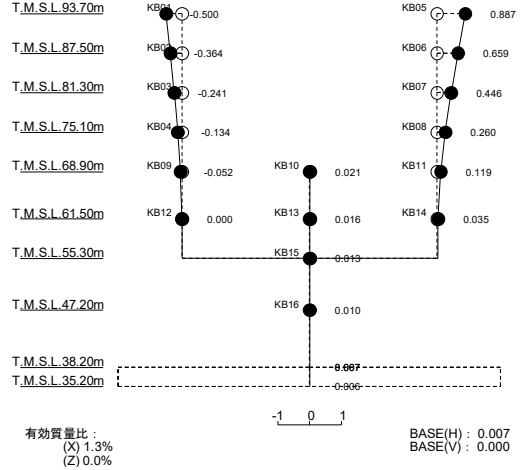 T.M.S.L.93.70m KB01 -0.500 KB05 0.887
T.M.S.L.87.50m KB02 -0.364 KB06 0.659
T.M.S.L.81.30m KB03 -0.241 KB07 0.446
T.M.S.L.75.10m KB04 -0.134 KB08 0.260
T.M.S.L.68.90m KB09 -0.052 KB10 0.021 KB11 0.119
T.M.S.L.61.50m KB12 0.000 KB13 0.016 KB14 0.035
T.M.S.L.55.30m KB15 0.013
T.M.S.L.47.20m KB16 0.010
T.M.S.L.38.20m 0.007
T.M.S.L.35.20m 0.006
-1 0 1
有効質量比：
(X) 1.3%
(Z) 0.0%
BASE(H) : 0.007
BASE(V) : 0.000